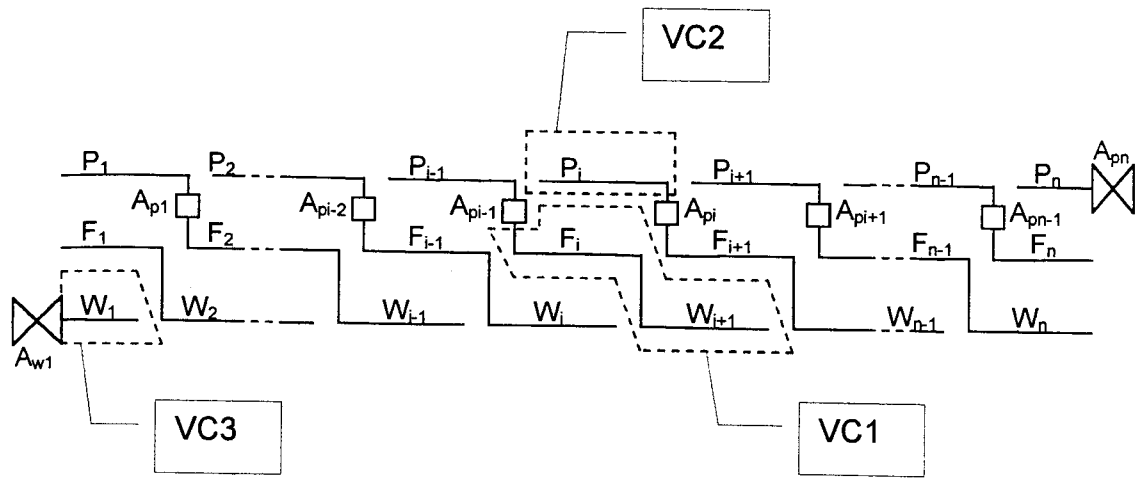 VC2
P₁ P₂ Pᵢ₋₁ Pᵢ Pᵢ₊₁ Pₙ₋₁ Pₙ Aₚₙ
Aₚ₁ Aₚᵢ₋₂ Aₚᵢ₋₁ Aₚᵢ Aₚᵢ₊₁ Aₚₙ₋₁
F₁ F₂ Fᵢ₋₁ Fᵢ Fᵢ₊₁ Fₙ₋₁ Fₙ
W₁ W₂ Wᵢ₋₁ Wᵢ Wᵢ₊₁ Wₙ₋₁ Wₙ
A_w1
VC3 VC1